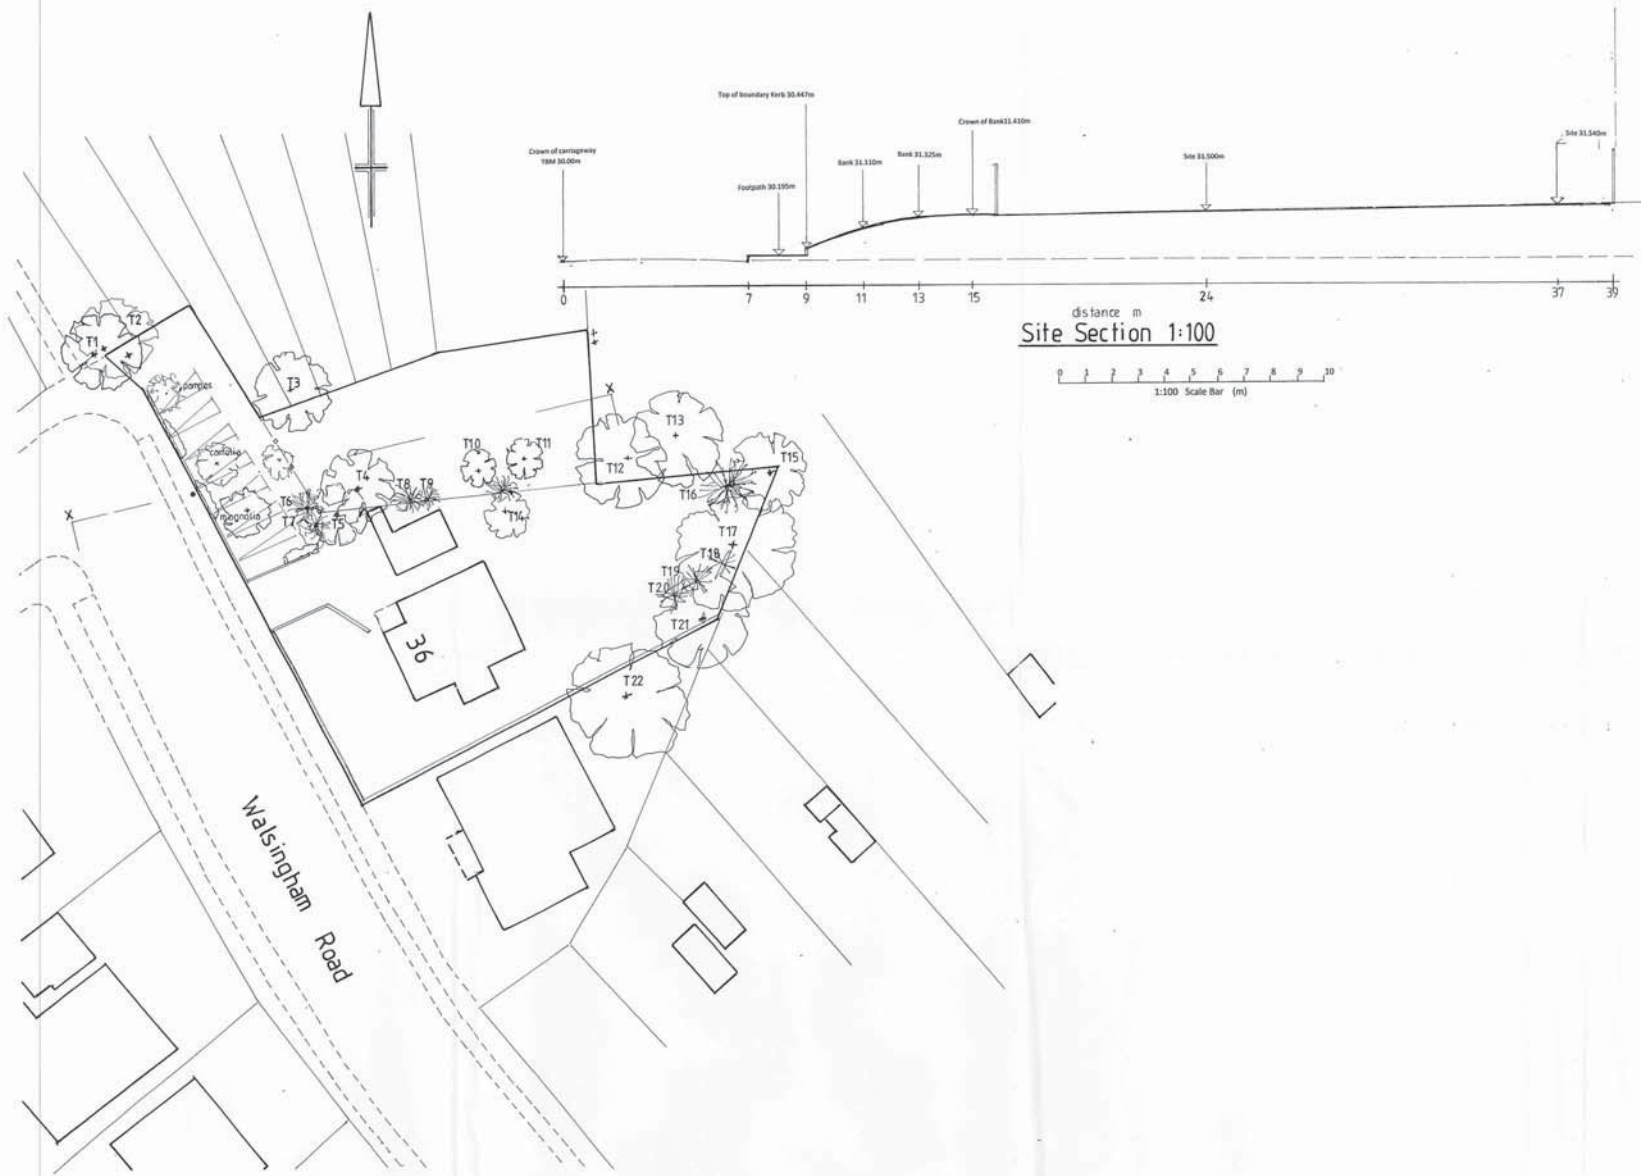 Top of boundary Kerb 30.447m
Crown of carriageway
TBM 30.00m
Footpath 30.195m
Bank 31.110m
Bank 31.325m
Crown of Bank31.410m
Site 31.500m
Site 31.540m
0 7 9 11 13 15 24 37 39
distance m
Site Section 1:100
0 1 2 3 4 5 6 7 8 9 10
1:100 Scale Bar (m)
T1
T2
T3
pampas
camellia
magnolia
X
X
T4
T5
T6
T7
T8
T9
T10
T11
T12
T13
T14
T15
T16
T17
T18
T19
T20
T21
T22
36
Walsingham Road